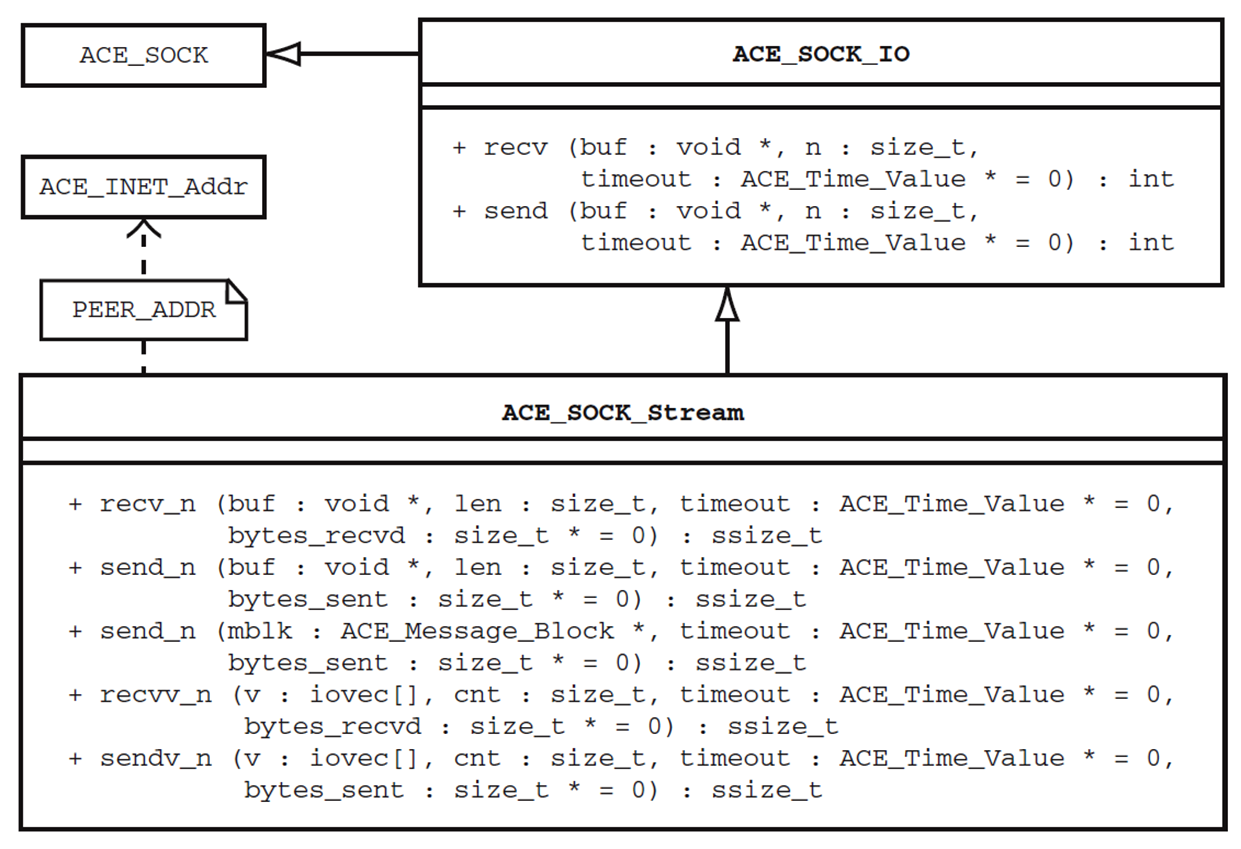 ACE_SOCK
ACE_SOCK_IO
+ recv (buf : void *, n : size_t,
timeout : ACE_Time_Value * = 0) : int
+ send (buf : void *, n : size_t,
timeout : ACE_Time_Value * = 0) : int
ACE_INET_Addr
PEER_ADDR
ACE_SOCK_Stream
+ recv_n (buf : void *, len : size_t, timeout : ACE_Time_Value * = 0,
bytes_recvd : size_t * = 0) : ssize_t
+ send_n (buf : void *, len : size_t, timeout : ACE_Time_Value * = 0,
bytes_sent : size_t * = 0) : ssize_t
+ send_n (mblk : ACE_Message_Block *, timeout : ACE_Time_Value * = 0,
bytes_sent : size_t * = 0) : ssize_t
+ recvv_n (v : iovec[], cnt : size_t, timeout : ACE_Time_Value * = 0,
bytes_recvd : size_t * = 0) : ssize_t
+ sendv_n (v : iovec[], cnt : size_t, timeout : ACE_Time_Value * = 0,
bytes_sent : size_t * = 0) : ssize_t